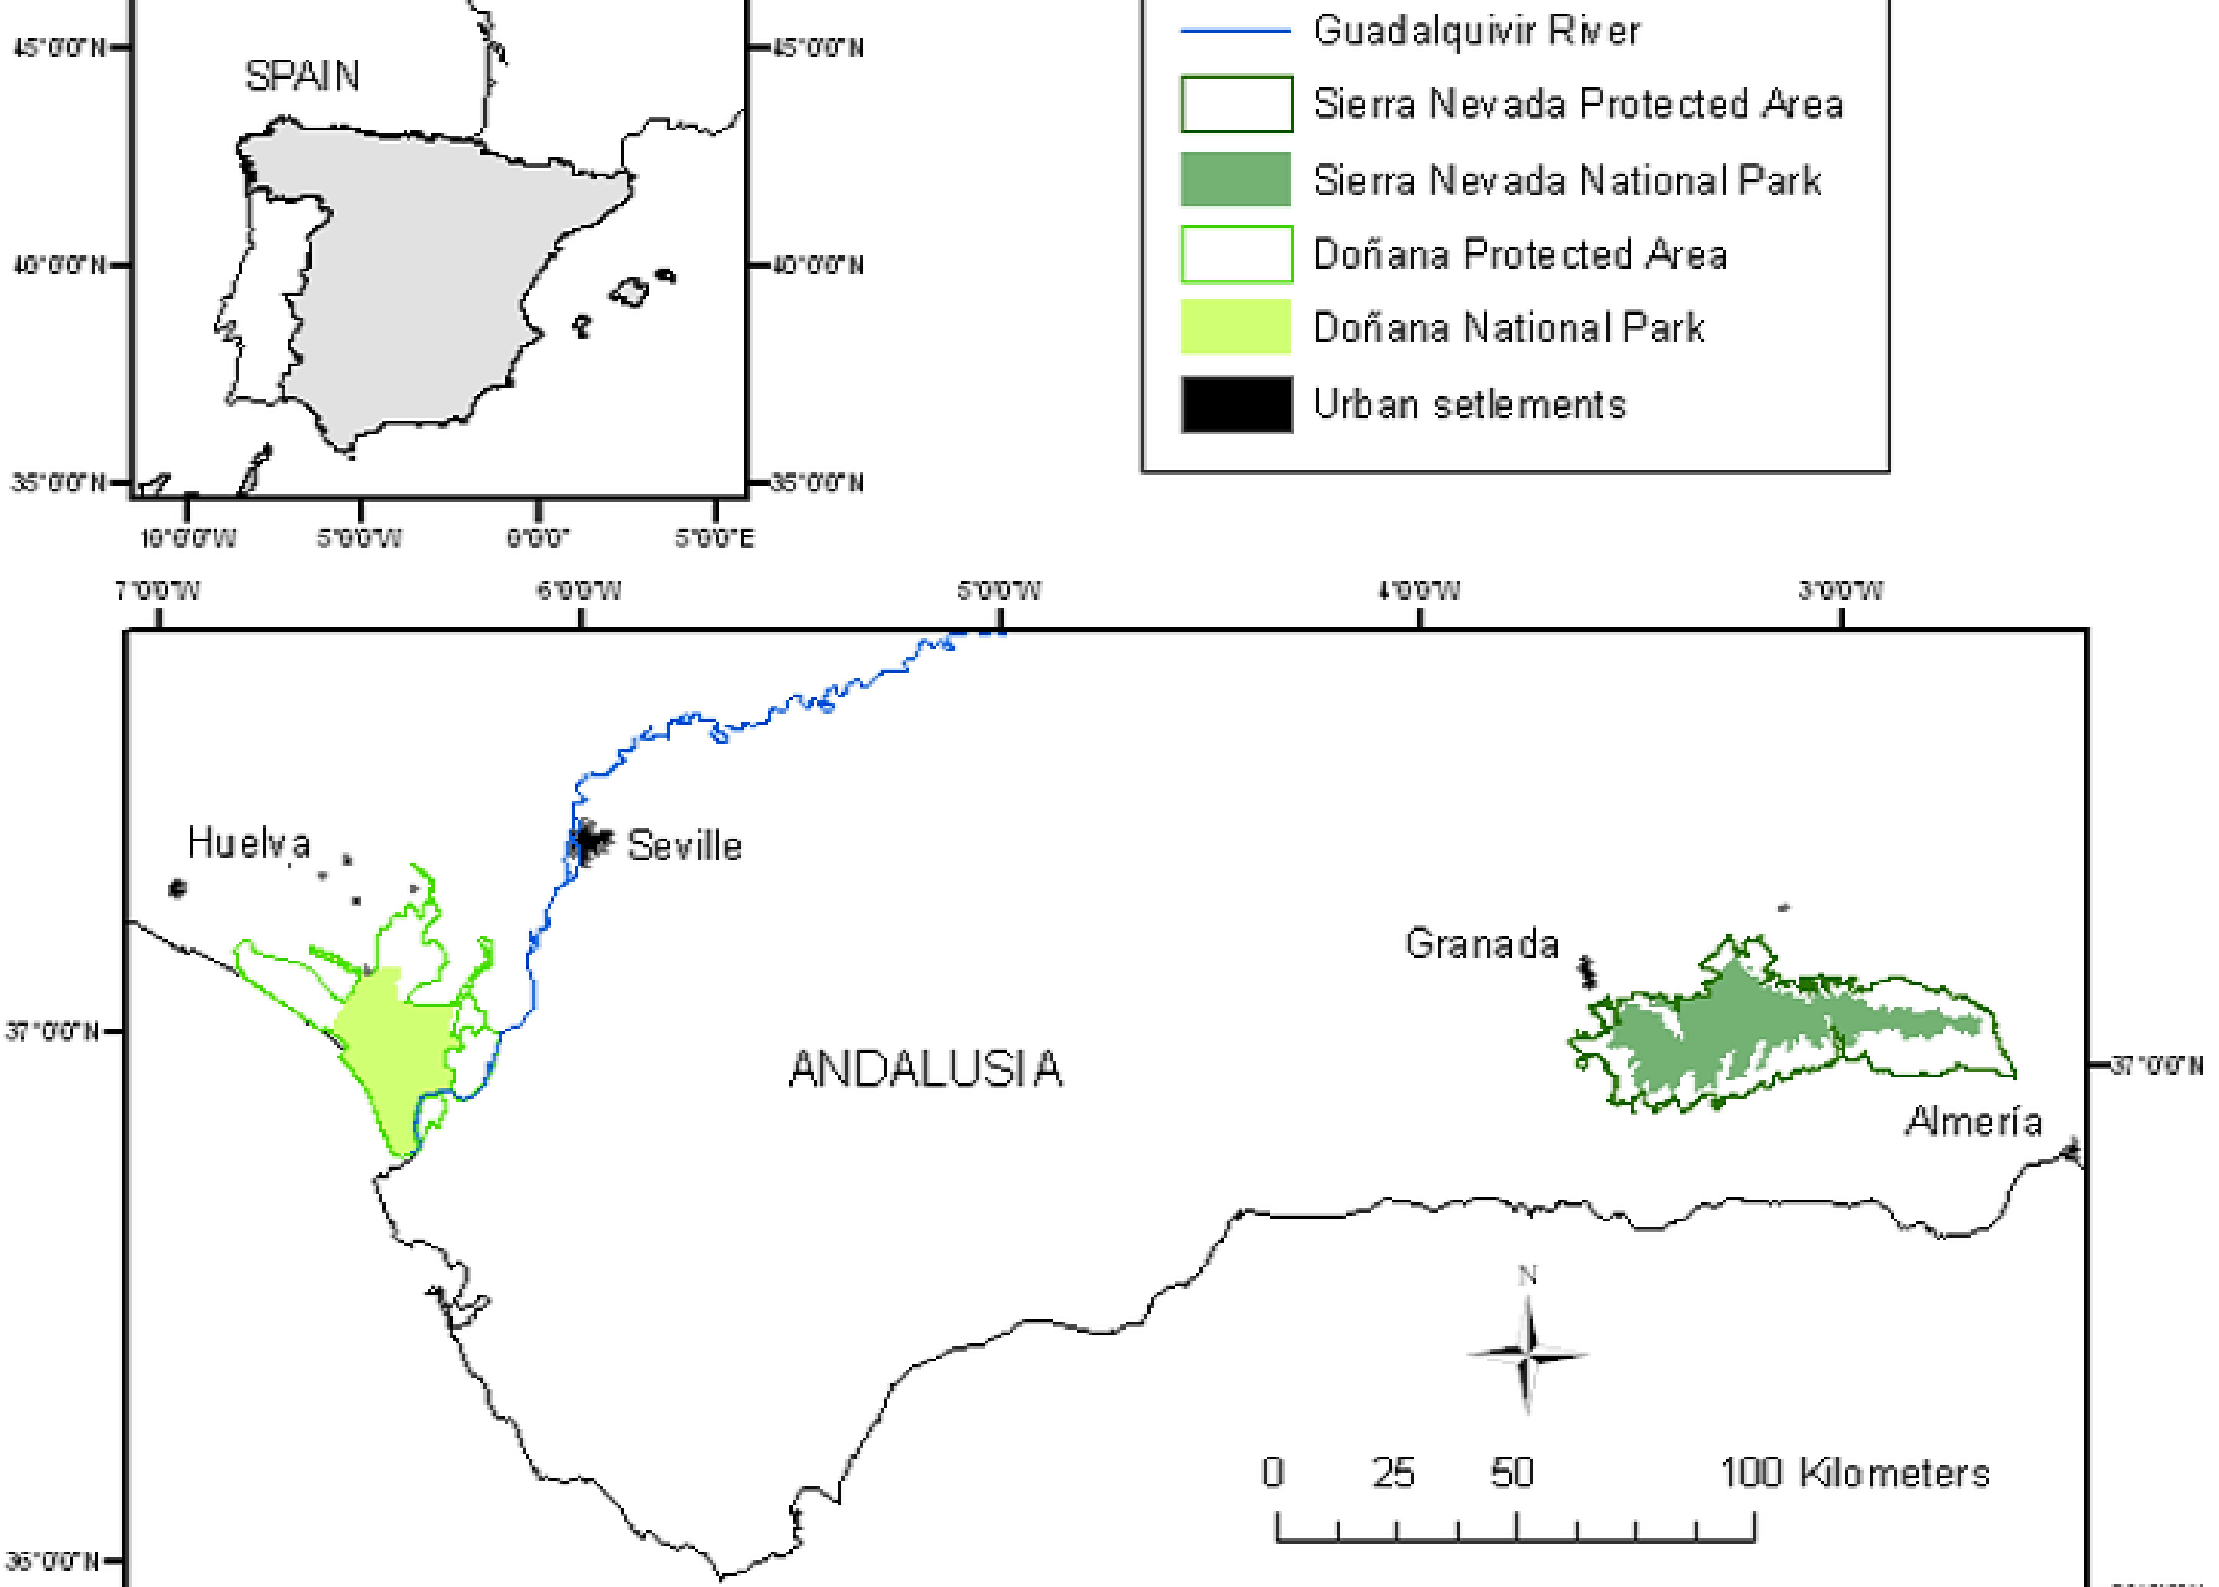 45°0'0"N
45°0'0"N
SPAIN
40°0'0"N
40°0'0"N
35°0'0"N
35°0'0"N
10°0'0"W 5°0'0"W 0°0'0" 5°0'0"E
Guadalquivir River
Sierra Nevada Protected Area
Sierra Nevada National Park
Doñana Protected Area
Doñana National Park
Urban setlements
7°0'0"W 6°0'0"W 5°0'0"W 4°0'0"W 3°0'0"W
Huelva
Seville
Granada
37°0'0"N
ANDALUSIA
37°0'0"N
Almería
N
0 25 50 100 Kilometers
36°0'0"N